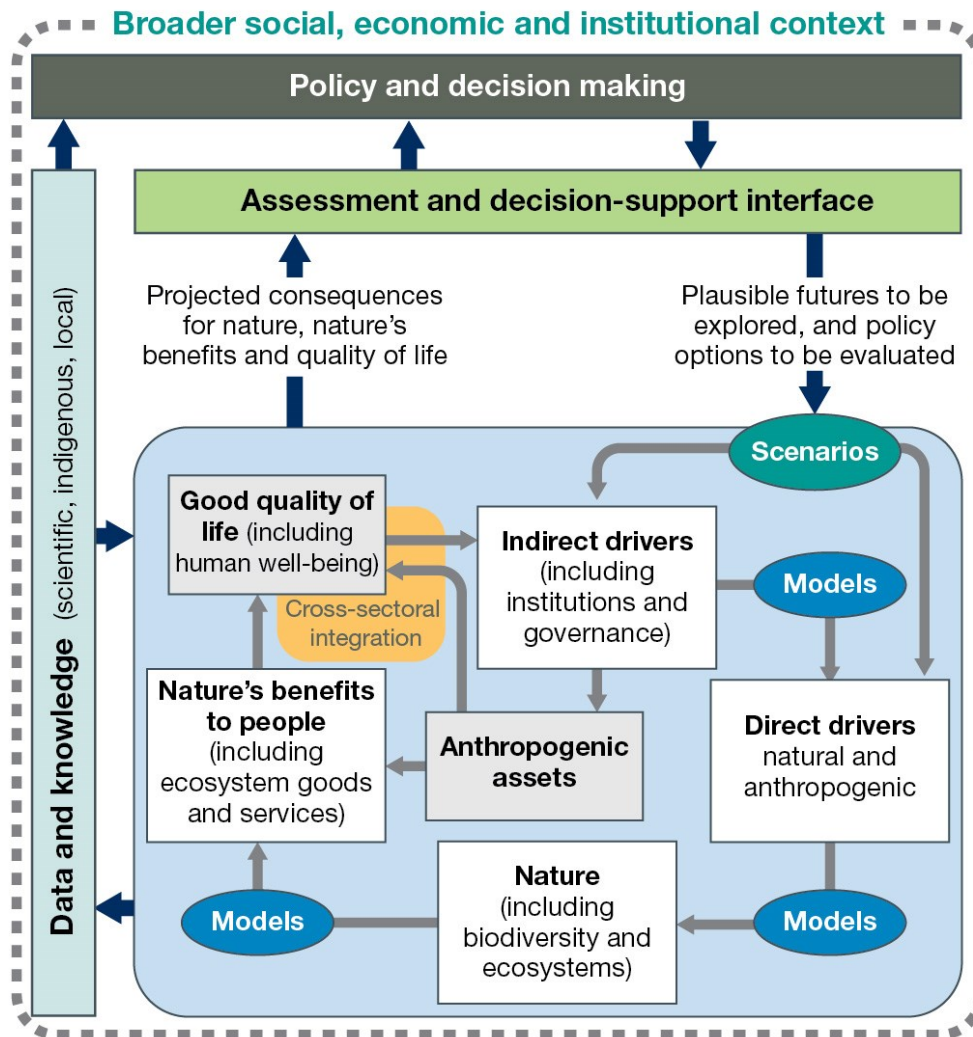 Broader social, economic and institutional context
Policy and decision making
Assessment and decision-support interface
Data and knowledge (scientific, indigenous, local)
Projected consequences
for nature, nature's
benefits and quality of life
Plausible futures to be
explored, and policy
options to be evaluated
Scenarios
Good quality of
life (including
human well-being)
Cross-sectoral
integration
Indirect drivers
(including
institutions and
governance)
Models
Nature's benefits
to people
(including
ecosystem goods
and services)
Anthropogenic
assets
Direct drivers
natural and
anthropogenic
Models
Nature
(including
biodiversity and
ecosystems)
Models